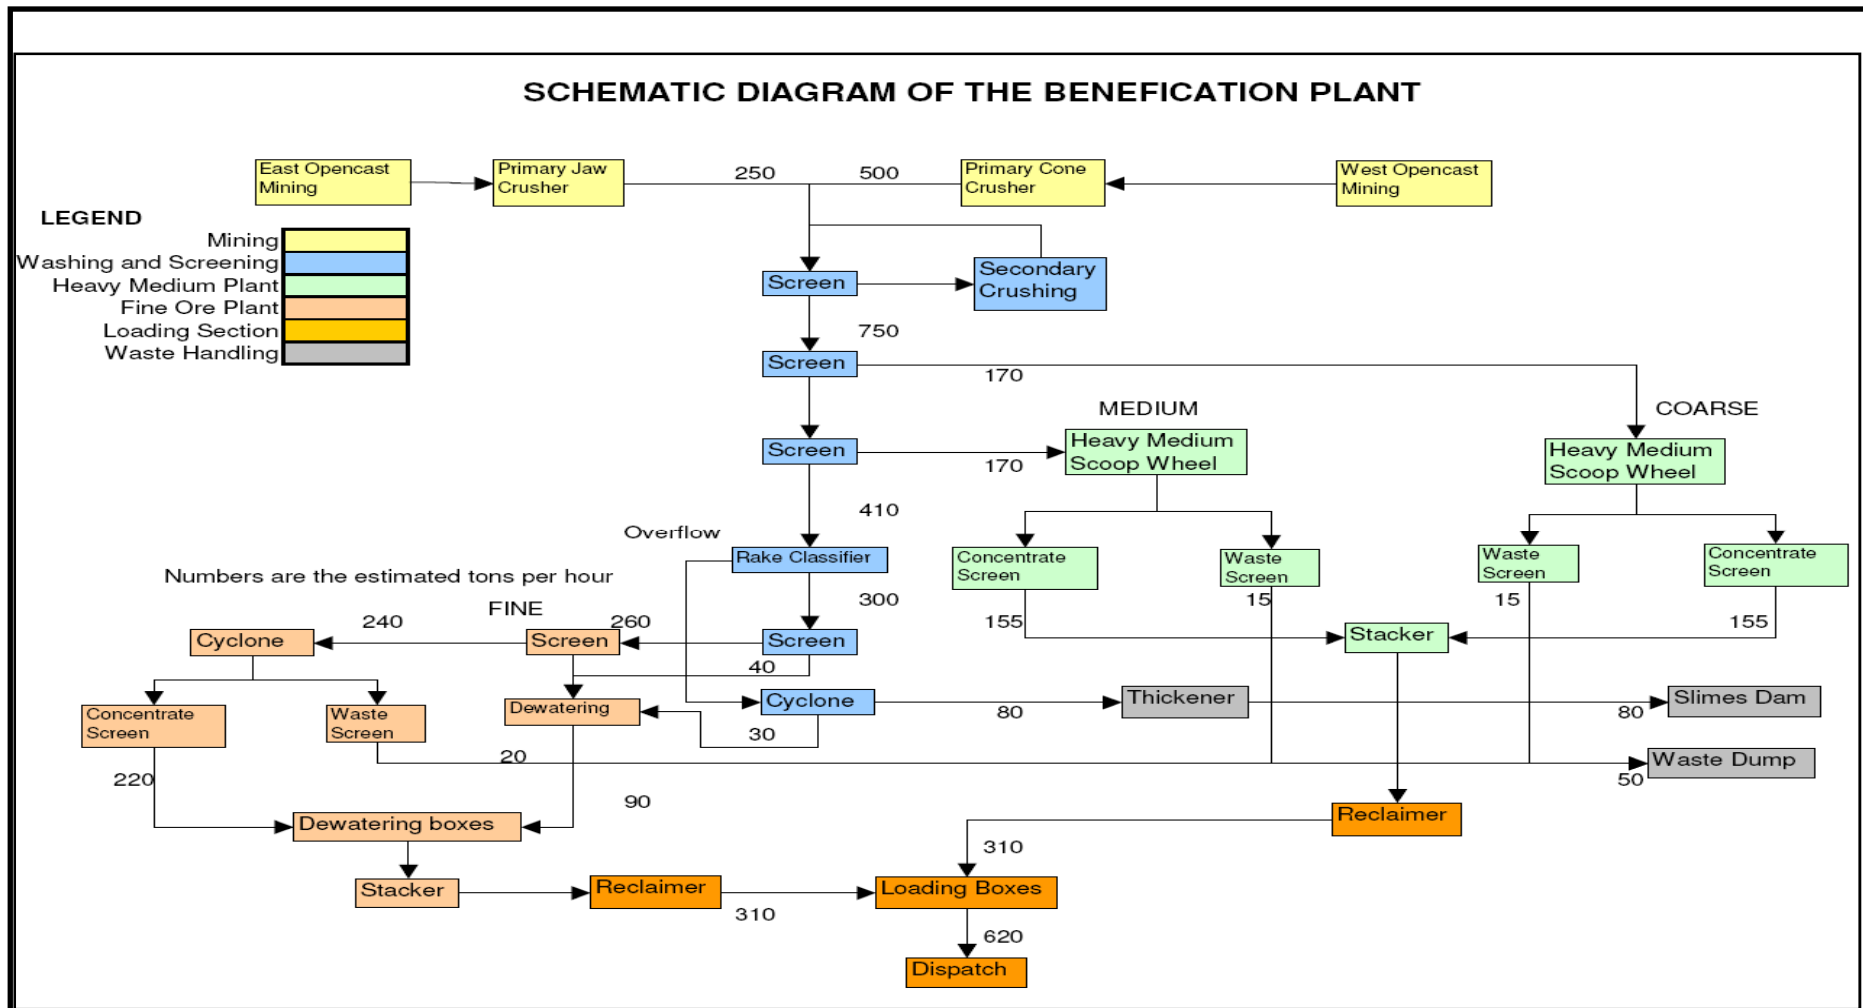 SCHEMATIC DIAGRAM OF THE BENEFICATION PLANT
East Opencast
Mining
Primary Jaw
Crusher
250
500
Primary Cone
Crusher
West Opencast
Mining
LEGEND
Mining
Washing and Screening
Heavy Medium Plant
Fine Ore Plant
Loading Section
Waste Handling
Screen
Secondary
Crushing
750
Screen
170
MEDIUM
COARSE
Screen
170
Heavy Medium
Scoop Wheel
Heavy Medium
Scoop Wheel
410
Overflow
Rake Classifier
Concentrate
Screen
Waste
Screen
Waste
Screen
Concentrate
Screen
Numbers are the estimated tons per hour
FINE
300
155
15
15
155
240
260
Cyclone
Screen
Screen
Stacker
40
Concentrate
Screen
Waste
Screen
Dewatering
Cyclone
80
Thickener
80
Slimes Dam
30
20
220
Waste Dump
50
90
Dewatering boxes
Reclaimer
310
Stacker
Reclaimer
310
Loading Boxes
620
Dispatch